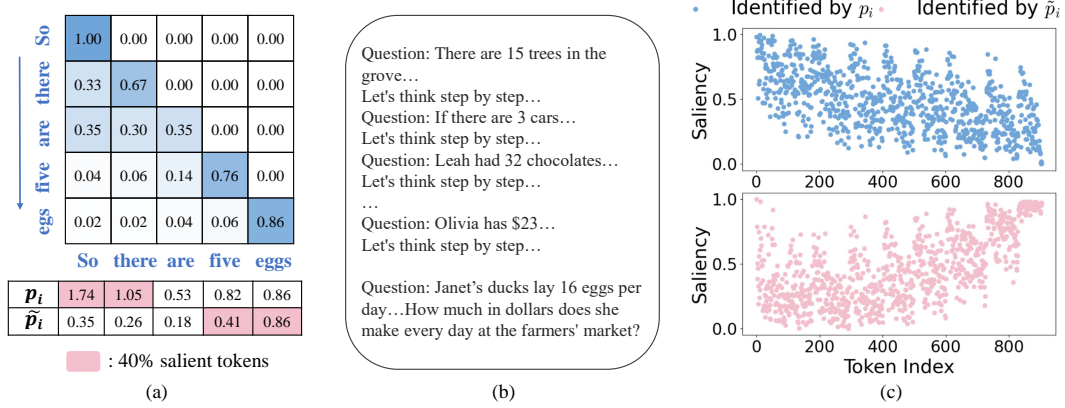 So 1.00 0.00 0.00 0.00 0.00
there 0.33 0.67 0.00 0.00 0.00
are 0.35 0.30 0.35 0.00 0.00
five 0.04 0.06 0.14 0.76 0.00
egs 0.02 0.02 0.04 0.06 0.86
So there are five eggs
p_i 1.74 1.05 0.53 0.82 0.86
p̃_i 0.35 0.26 0.18 0.41 0.86
: 40% salient tokens
(a)
Question: There are 15 trees in the
grove…
Let's think step by step…
Question: If there are 3 cars…
Let's think step by step…
Question: Leah had 32 chocolates…
Let's think step by step…
…
Question: Olivia has $23…
Let's think step by step…
Question: Janet's ducks lay 16 eggs per
day…How much in dollars does she
make every day at the farmers' market?
(b)
Identified by p_i Identified by p̃_i
Saliency
1.0
0.5
0.0
0 200 400 600 800
Saliency
1.0
0.5
0.0
0 200 400 600 800
Token Index
(c)